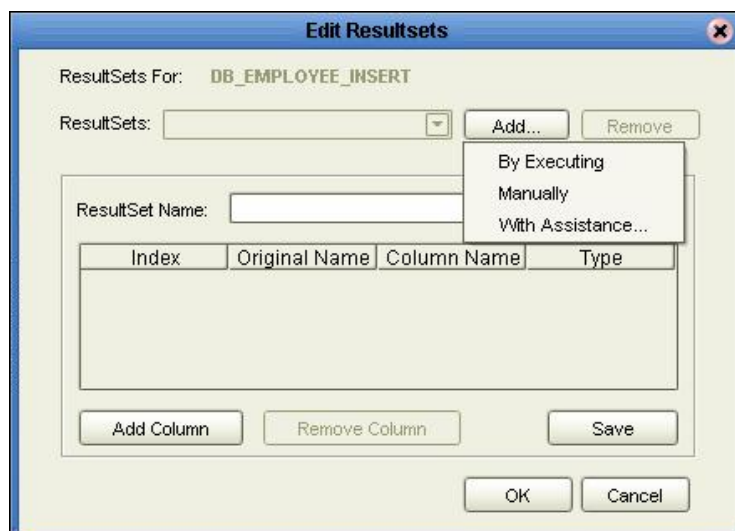 Edit Resultsets
ResultSets For: DB_EMPLOYEE_INSERT
ResultSets: Add... Remove
By Executing
Manually
With Assistance...
ResultSet Name:
Index Original Name Column Name Type
Add Column Remove Column Save
OK Cancel